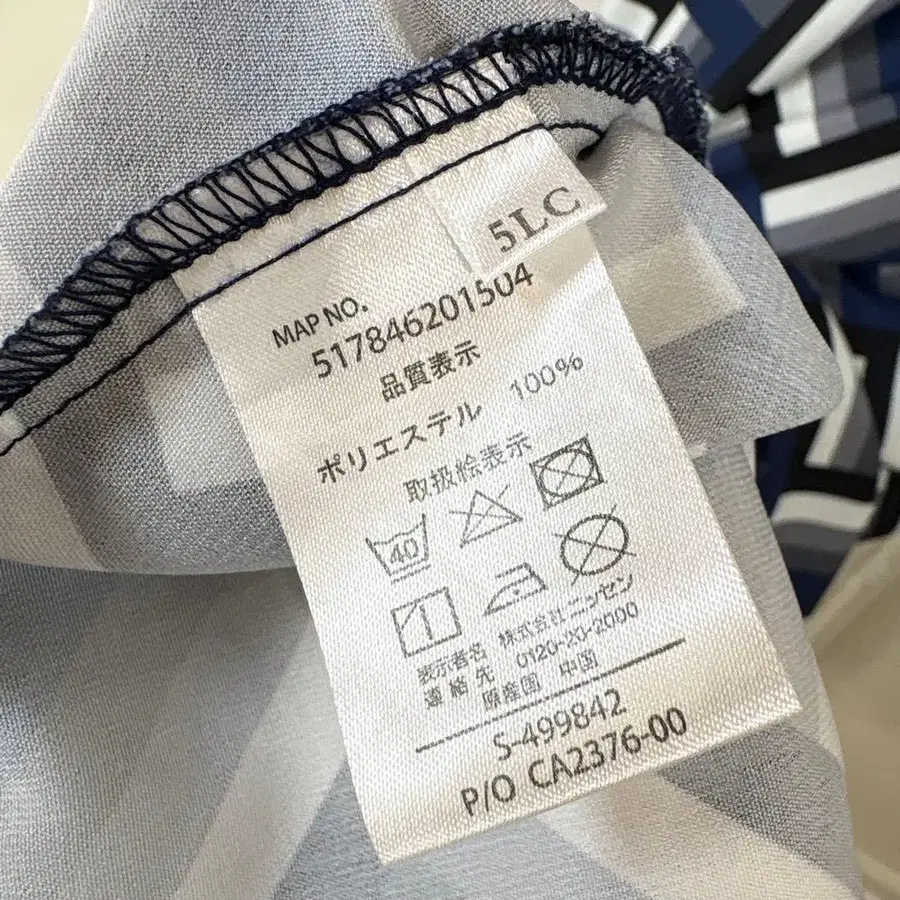 5LC
MAP NO.
517846201504
品質表示
ポリエステル 100%
取扱絵表示
40
表示者名 株式会社ニッセン
連絡先 0120-20-2000
原産国 中国
S-499842
P/O CA2376-00